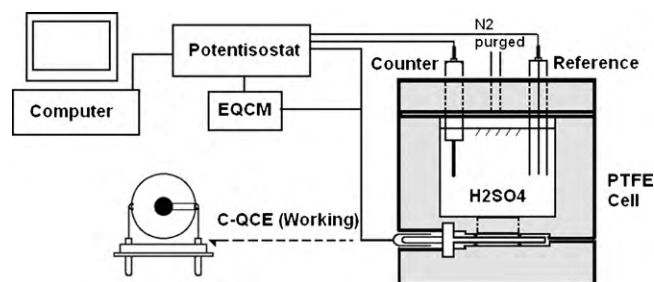 N2
purged
Potentisostat
Counter
Reference
Computer
EQCM
H2SO4
PTFE
Cell
C-QCE (Working)